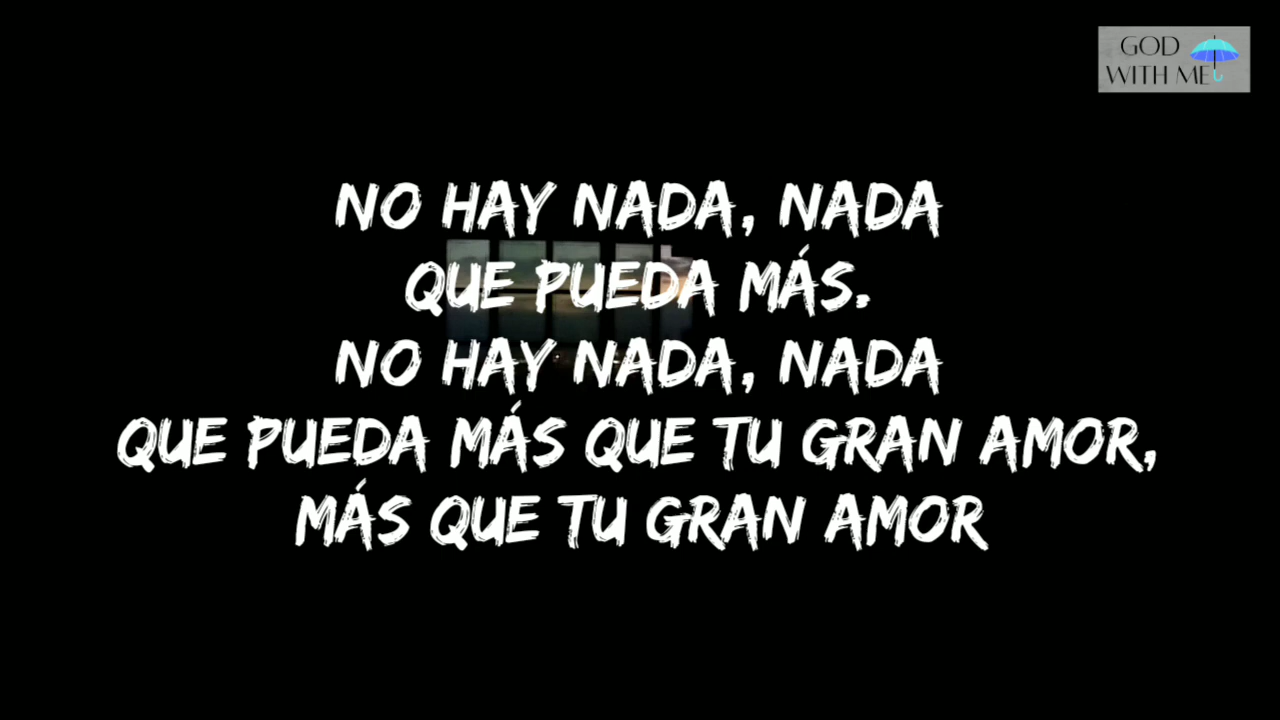 GOD
WITH ME
NO HAY NADA, NADA
QUE PUEDA MÁS.
NO HAY NADA, NADA
QUE PUEDA MÁS QUE TU GRAN AMOR,
MÁS QUE TU GRAN AMOR